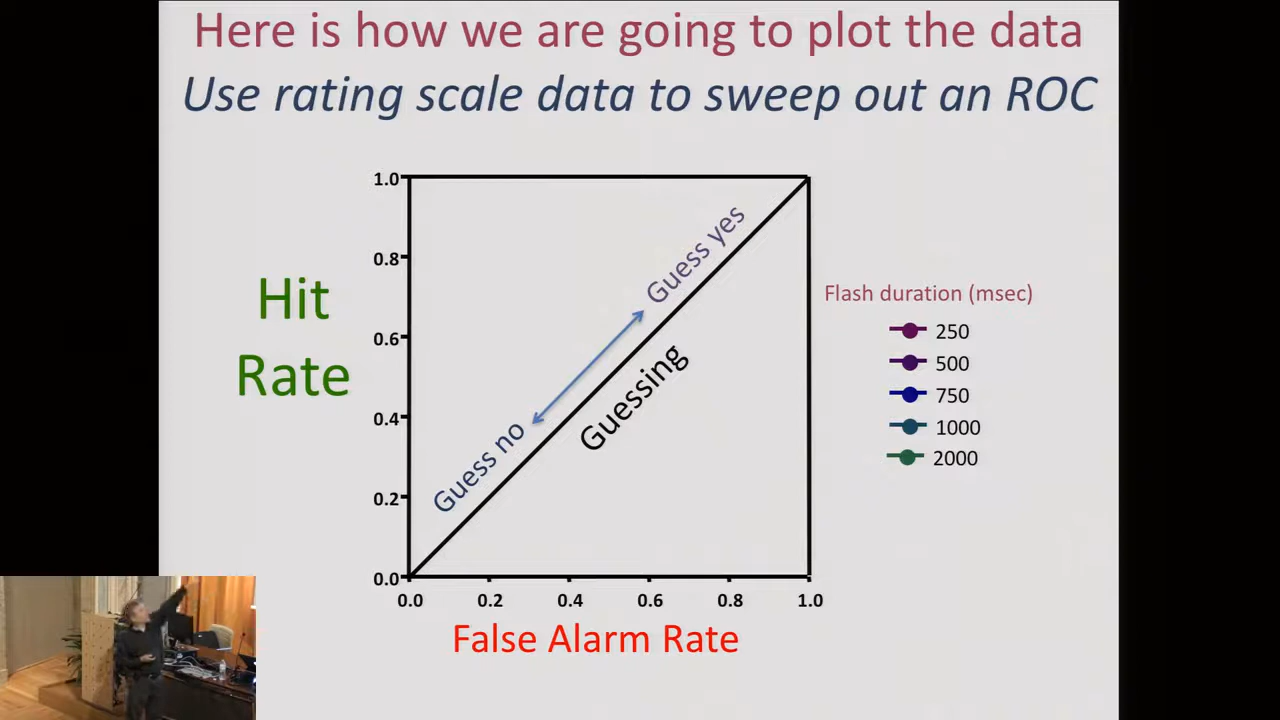 Here is how we are going to plot the data
Use rating scale data to sweep out an ROC
1.0
0.8
0.6
0.4
0.2
0.0
Hit
Rate
Guess yes
Guess no
Guessing
0.0 0.2 0.4 0.6 0.8 1.0
False Alarm Rate
Flash duration (msec)
250
500
750
1000
2000